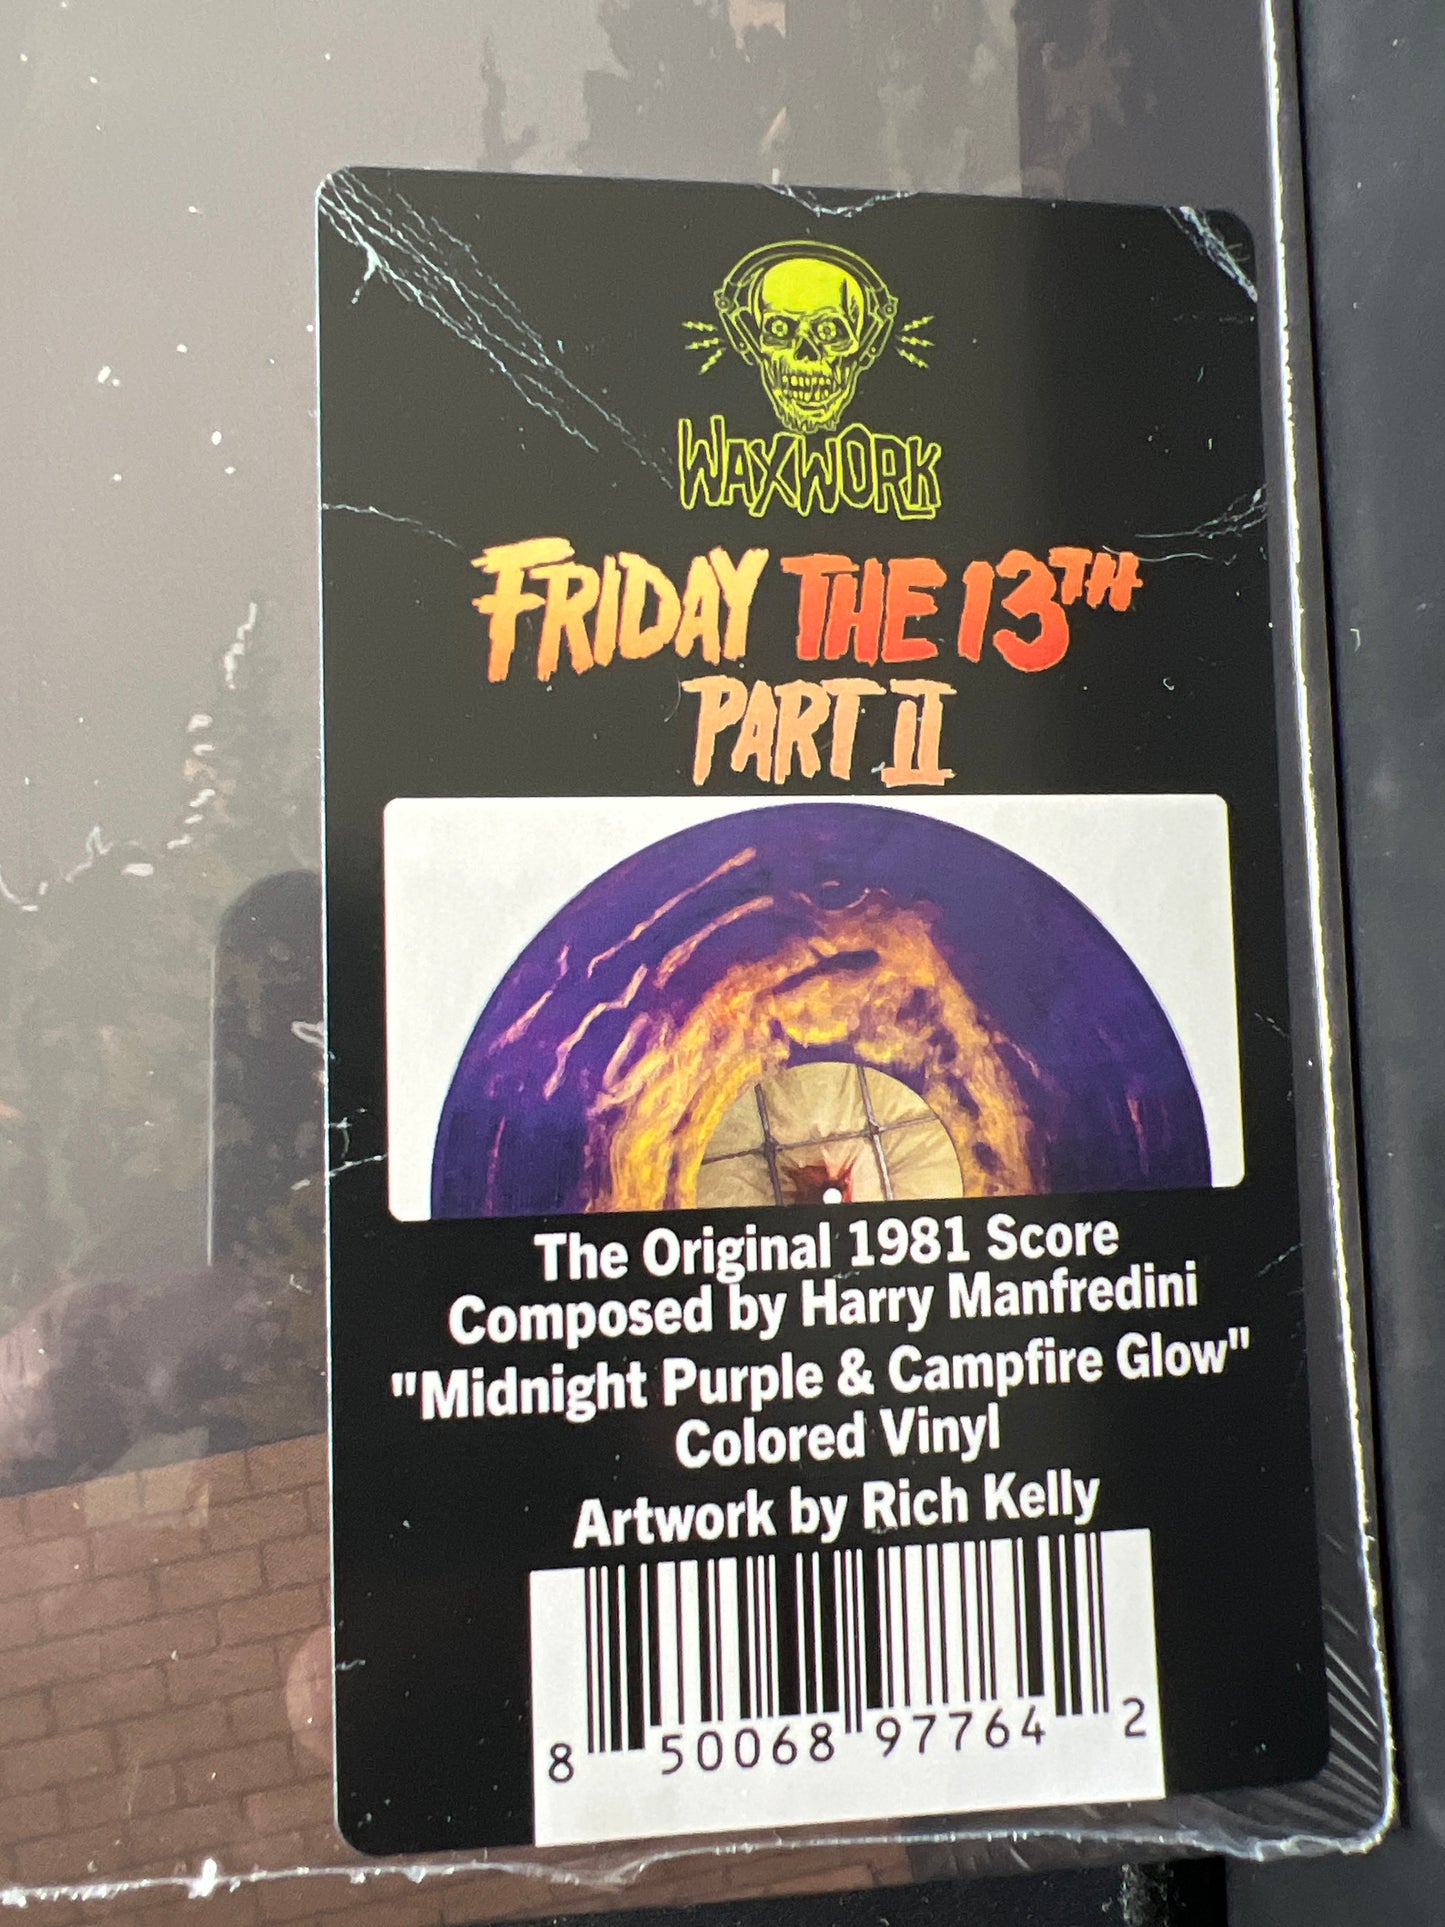 WAXWORK
FRIDAY THE 13TH
PART II
The Original 1981 Score
Composed by Harry Manfredini
"Midnight Purple & Campfire Glow"
Colored Vinyl
Artwork by Rich Kelly
8 50068 97764 2